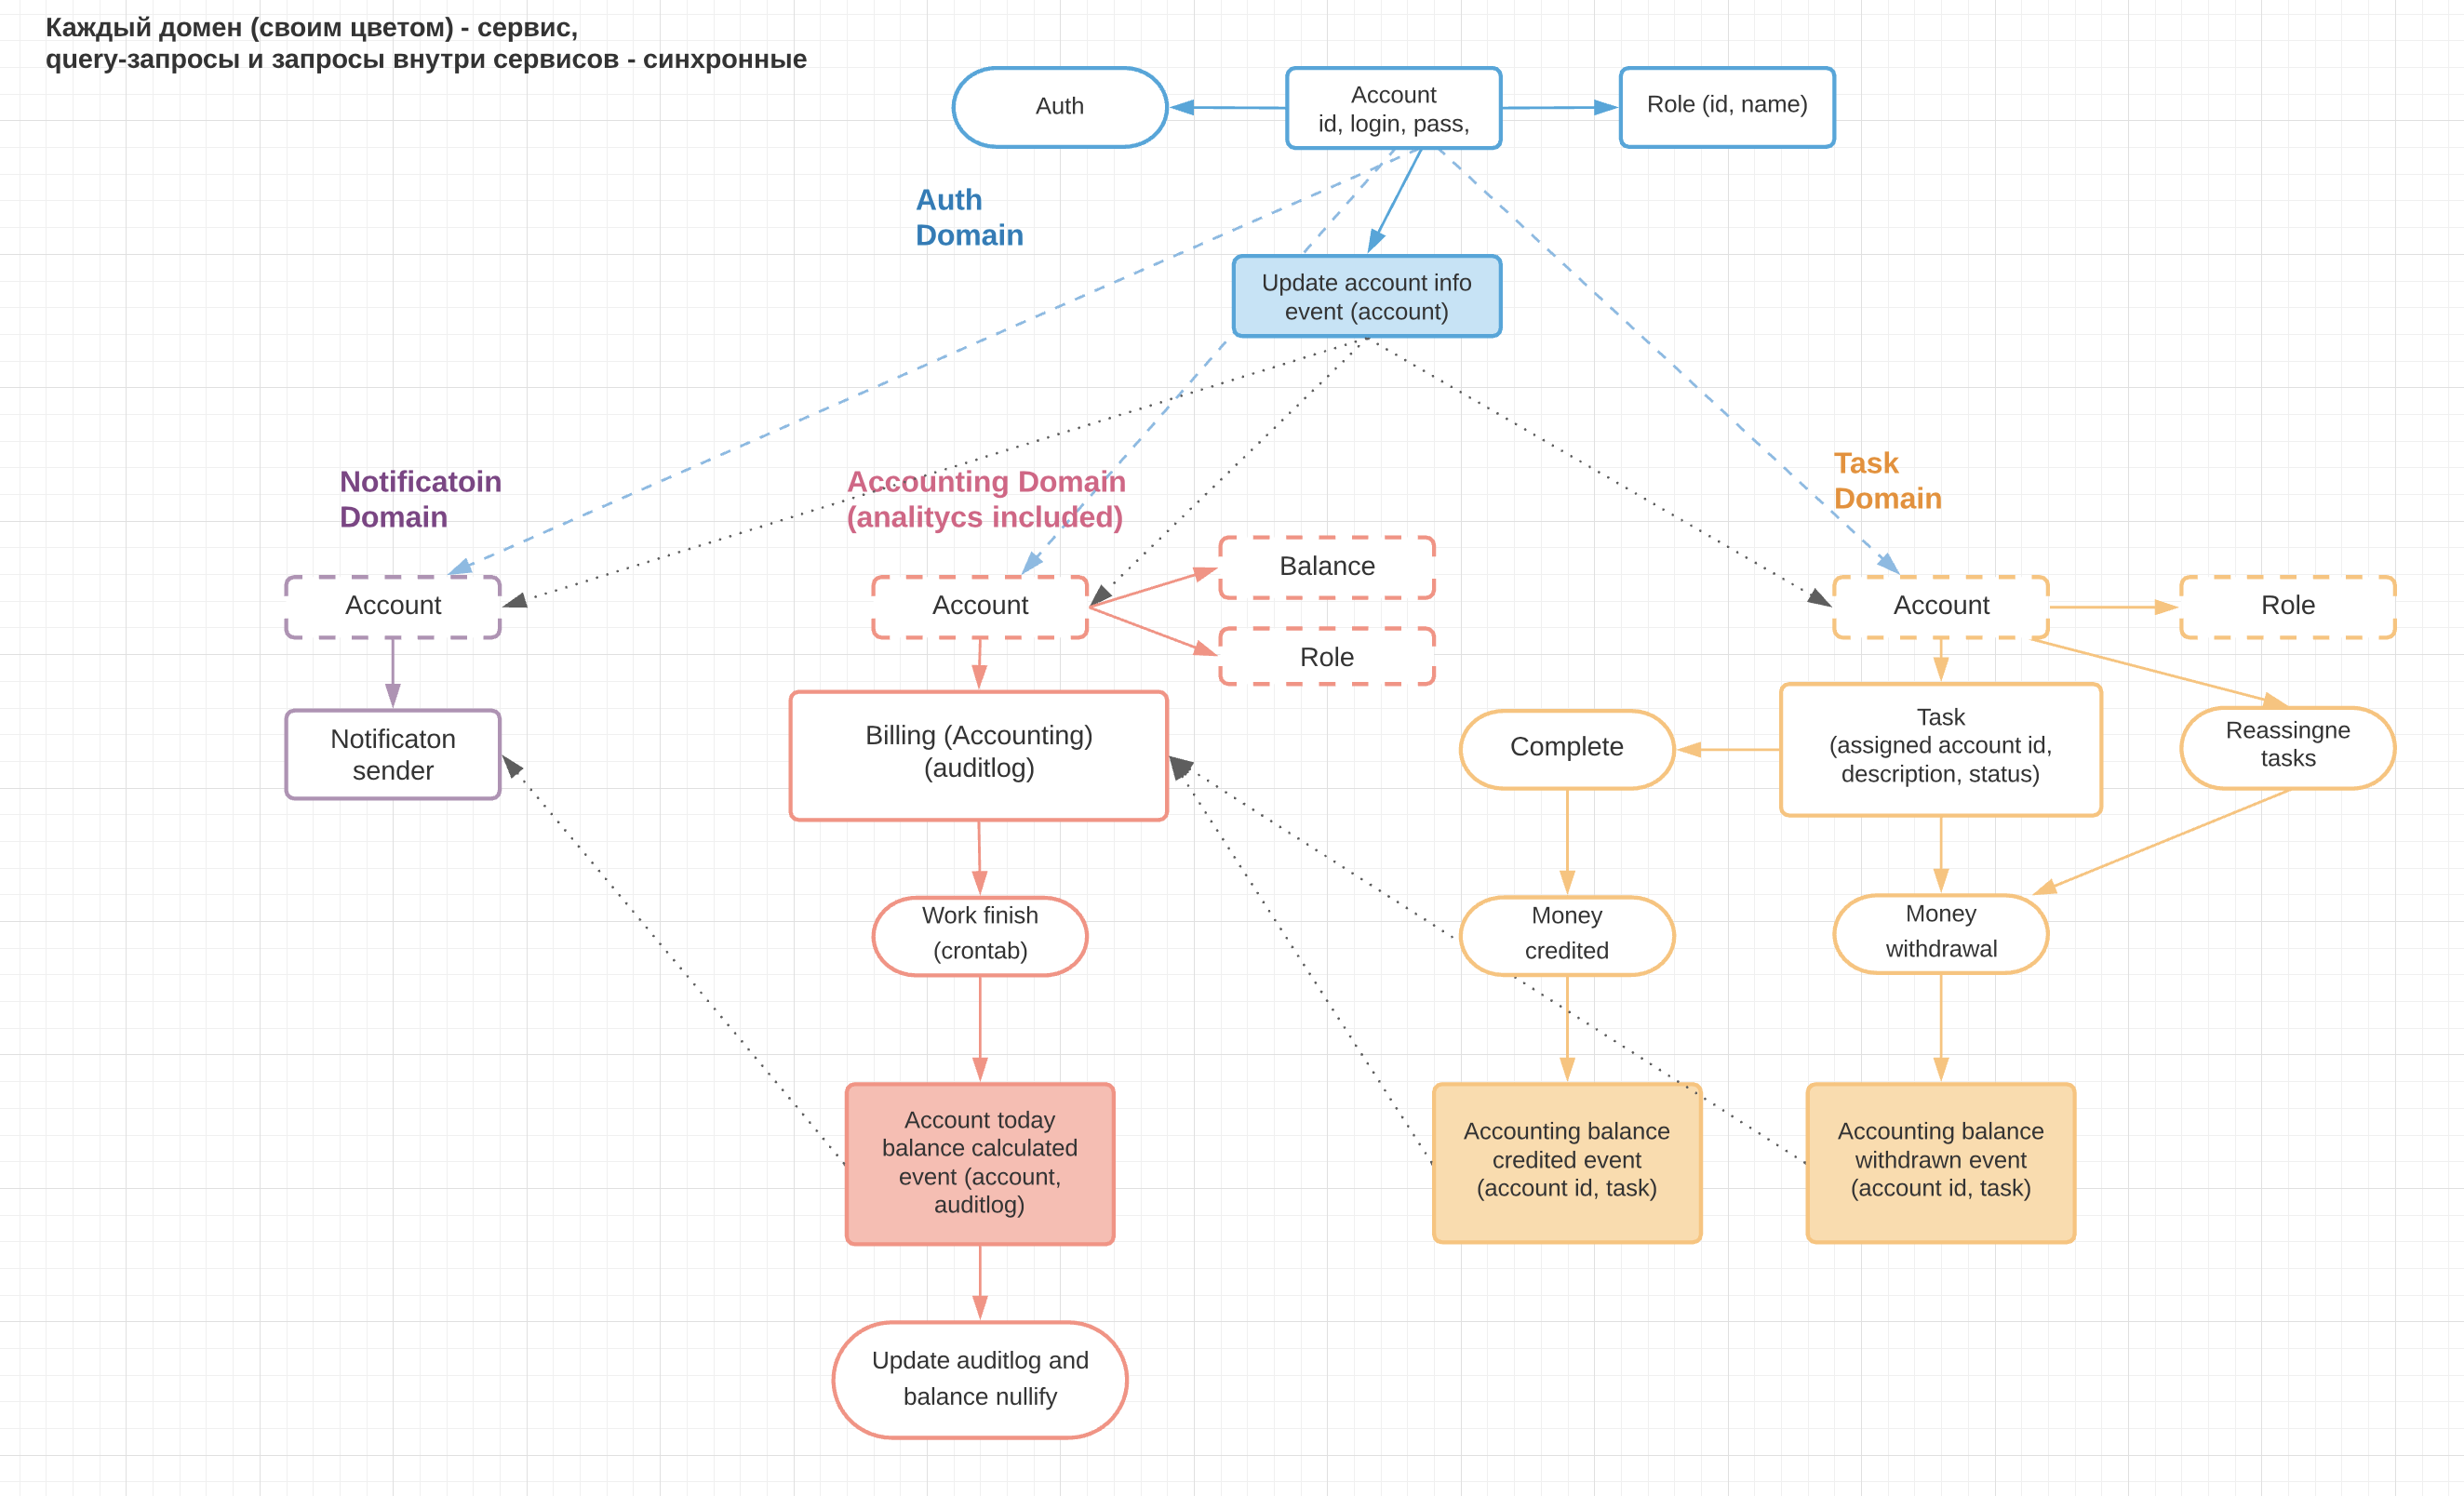 Каждый домен (своим цветом) - сервис,
query-запросы и запросы внутри сервисов - синхронные
Auth
Account
id, login, pass,
Role (id, name)
Auth
Domain
Update account info
event (account)
Notificatoin
Domain
Accounting Domain
(analitycs included)
Task
Domain
Account
Account
Balance
Role
Account
Role
Notificaton
sender
Billing (Accounting)
(auditlog)
Complete
Task
(assigned account id,
description, status)
Reassingne
tasks
Work finish
(crontab)
Money
credited
Money
withdrawal
Account today
balance calculated
event (account,
auditlog)
Accounting balance
credited event
(account id, task)
Accounting balance
withdrawn event
(account id, task)
Update auditlog and
balance nullify